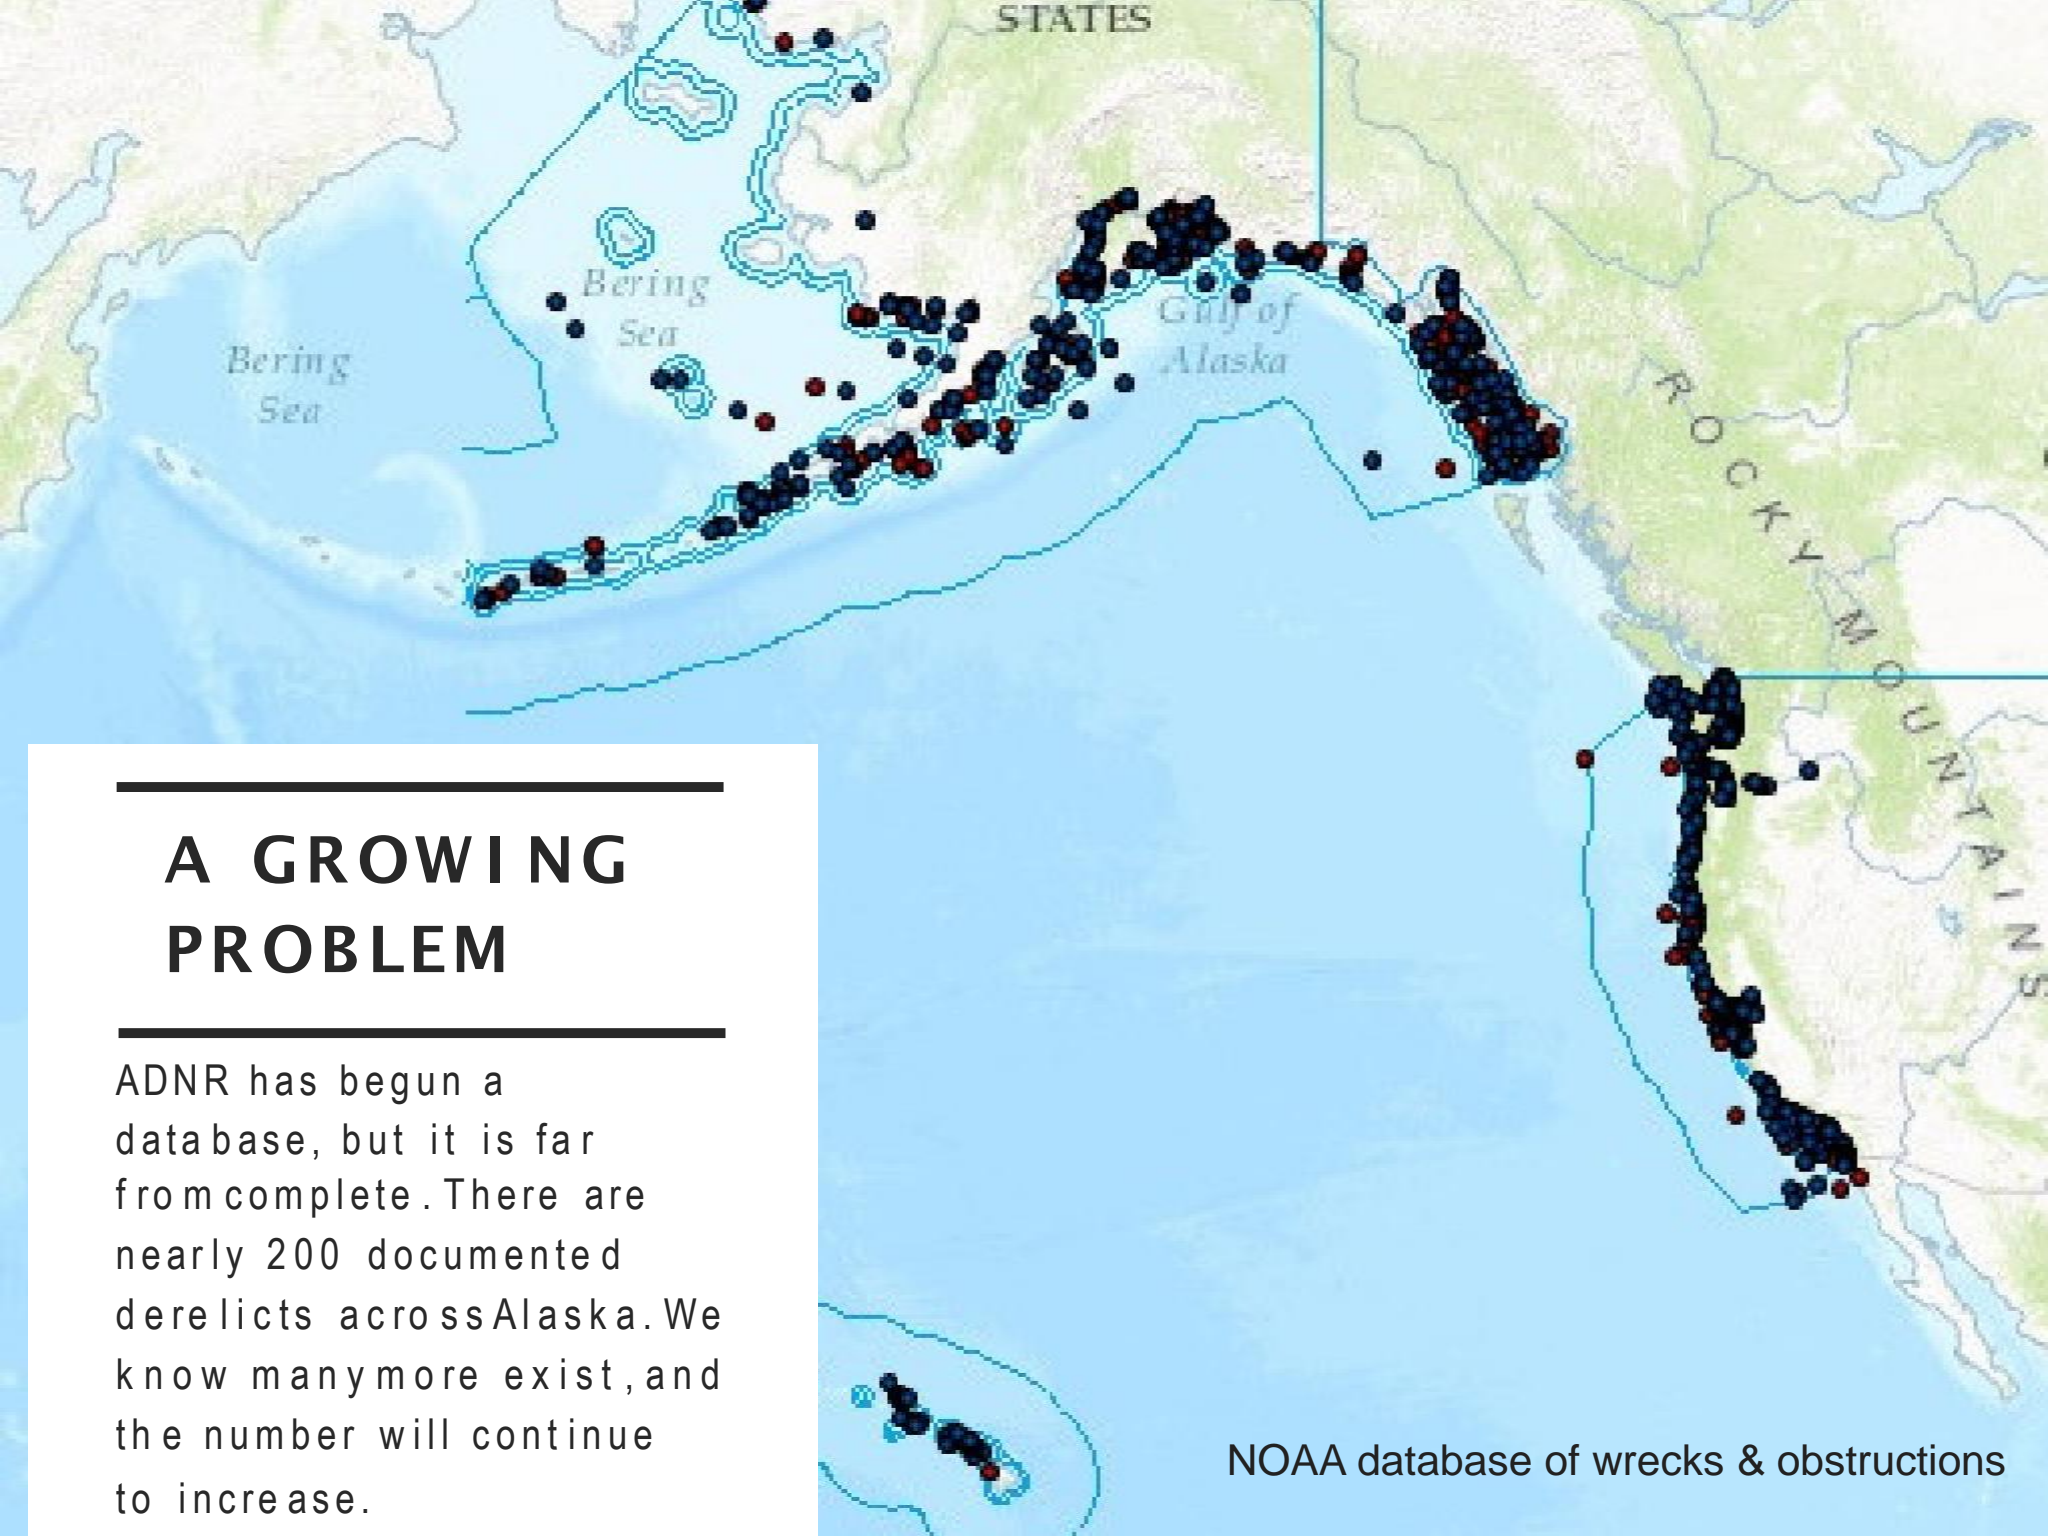 STATES
Bering
Sea
Bering
Sea
Gulf of
Alaska
ROCKY MOUNTAINS
A GROWING
PROBLEM
ADNR has begun a
database, but it is far
from complete. There are
nearly 200 documented
derelicts across Alaska. We
know many more exist, and
the number will continue
to increase.
NOAA database of wrecks & obstructions